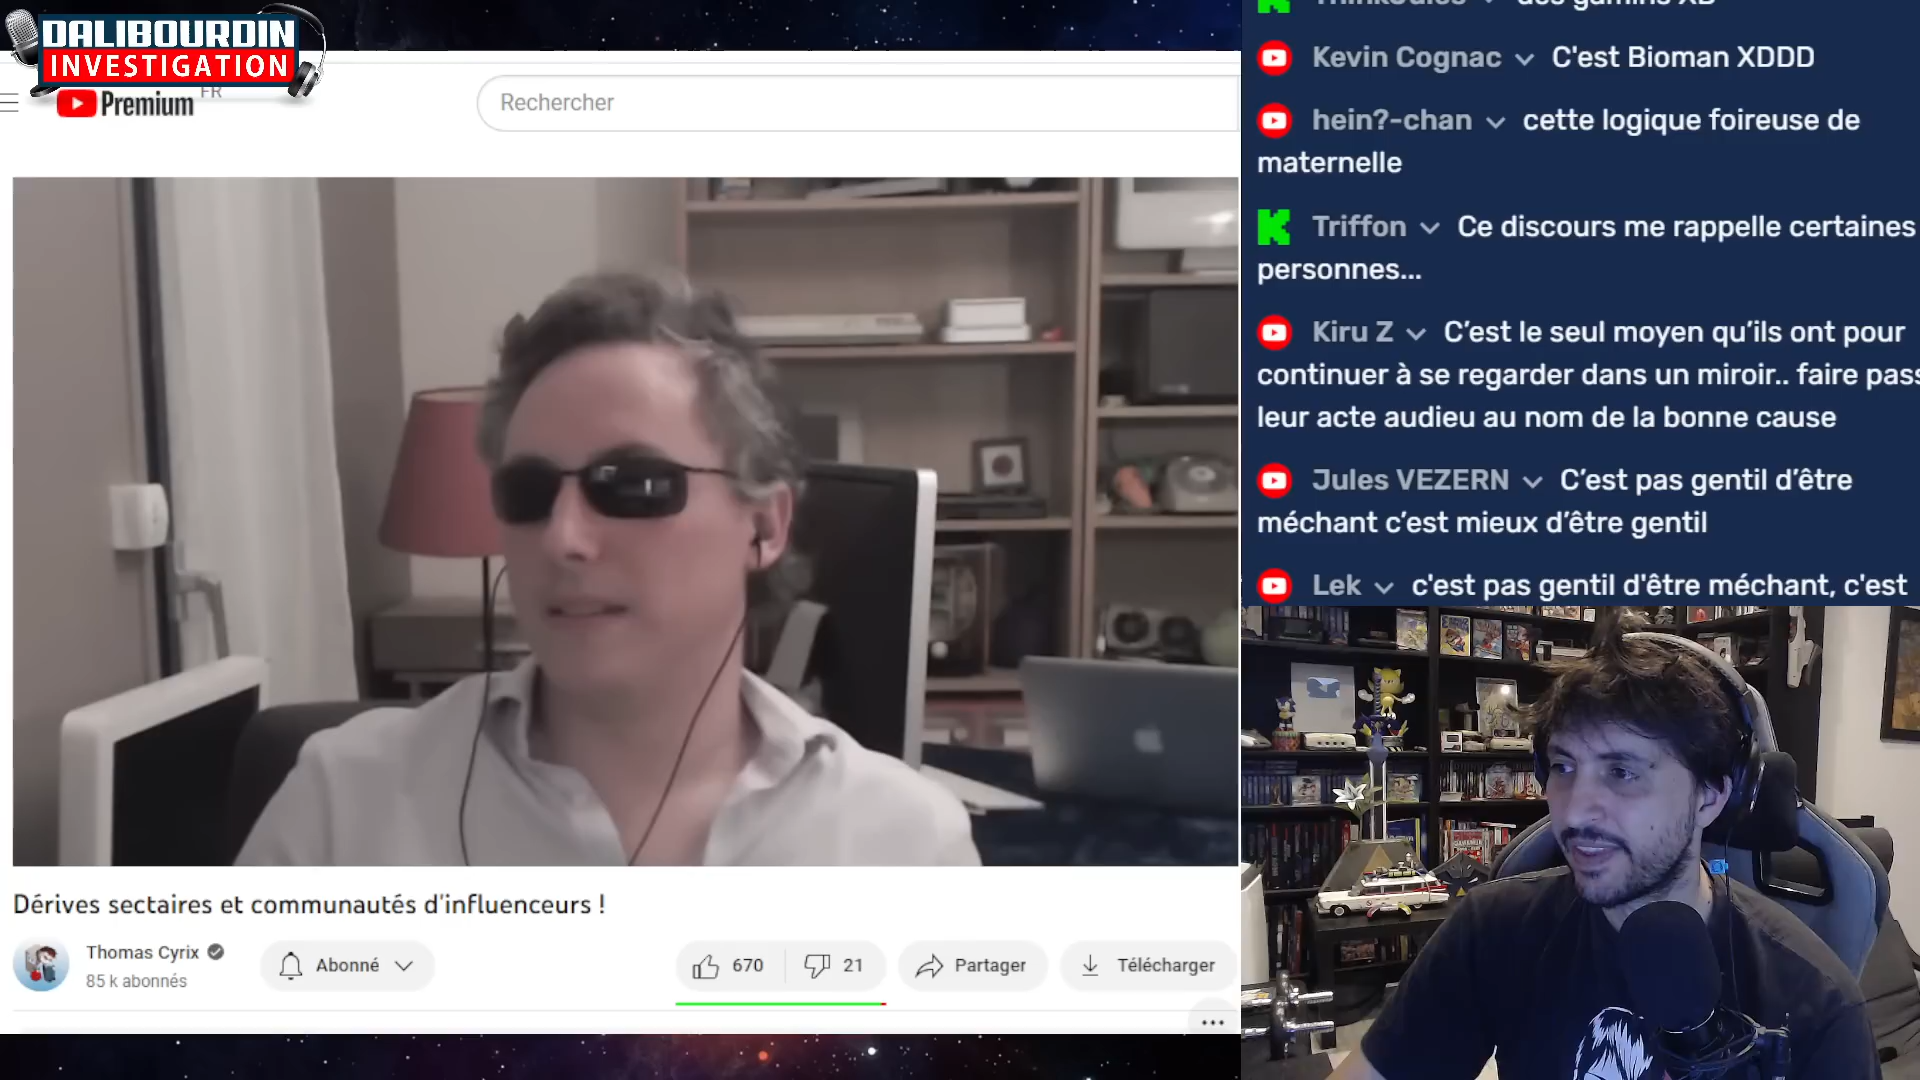 DALIBOURDIN
INVESTIGATION
Premium
FR
Rechercher
Dérives sectaires et communautés d'influenceurs !
Thomas Cyrix
85 k abonnés
Abonné
670
21
Partager
Télécharger
des gamins XD
Kevin Cognac C'est Bioman XDDD
hein?-chan cette logique foireuse de
maternelle
Triffon Ce discours me rappelle certaines
personnes...
Kiru Z C’est le seul moyen qu’ils ont pour
continuer à se regarder dans un miroir.. faire pass
leur acte audieu au nom de la bonne cause
Jules VEZERN C’est pas gentil d’être
méchant c’est mieux d’être gentil
Lek c'est pas gentil d'être méchant, c'est